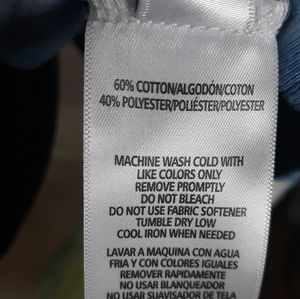 60% COTTON/ALGODÓN/COTON
40% POLYESTER/POLIÉSTER/POLYESTER
MACHINE WASH COLD WITH
LIKE COLORS ONLY
REMOVE PROMPTLY
DO NOT BLEACH
DO NOT USE FABRIC SOFTENER
TUMBLE DRY LOW
COOL IRON WHEN NEEDED
LAVAR A MAQUINA CON AGUA
FRIA Y CON COLORES IGUALES
REMOVER RAPIDAMENTE
NO USAR BLANQUEADOR
NO USAR SUAVISADOR DE TELA